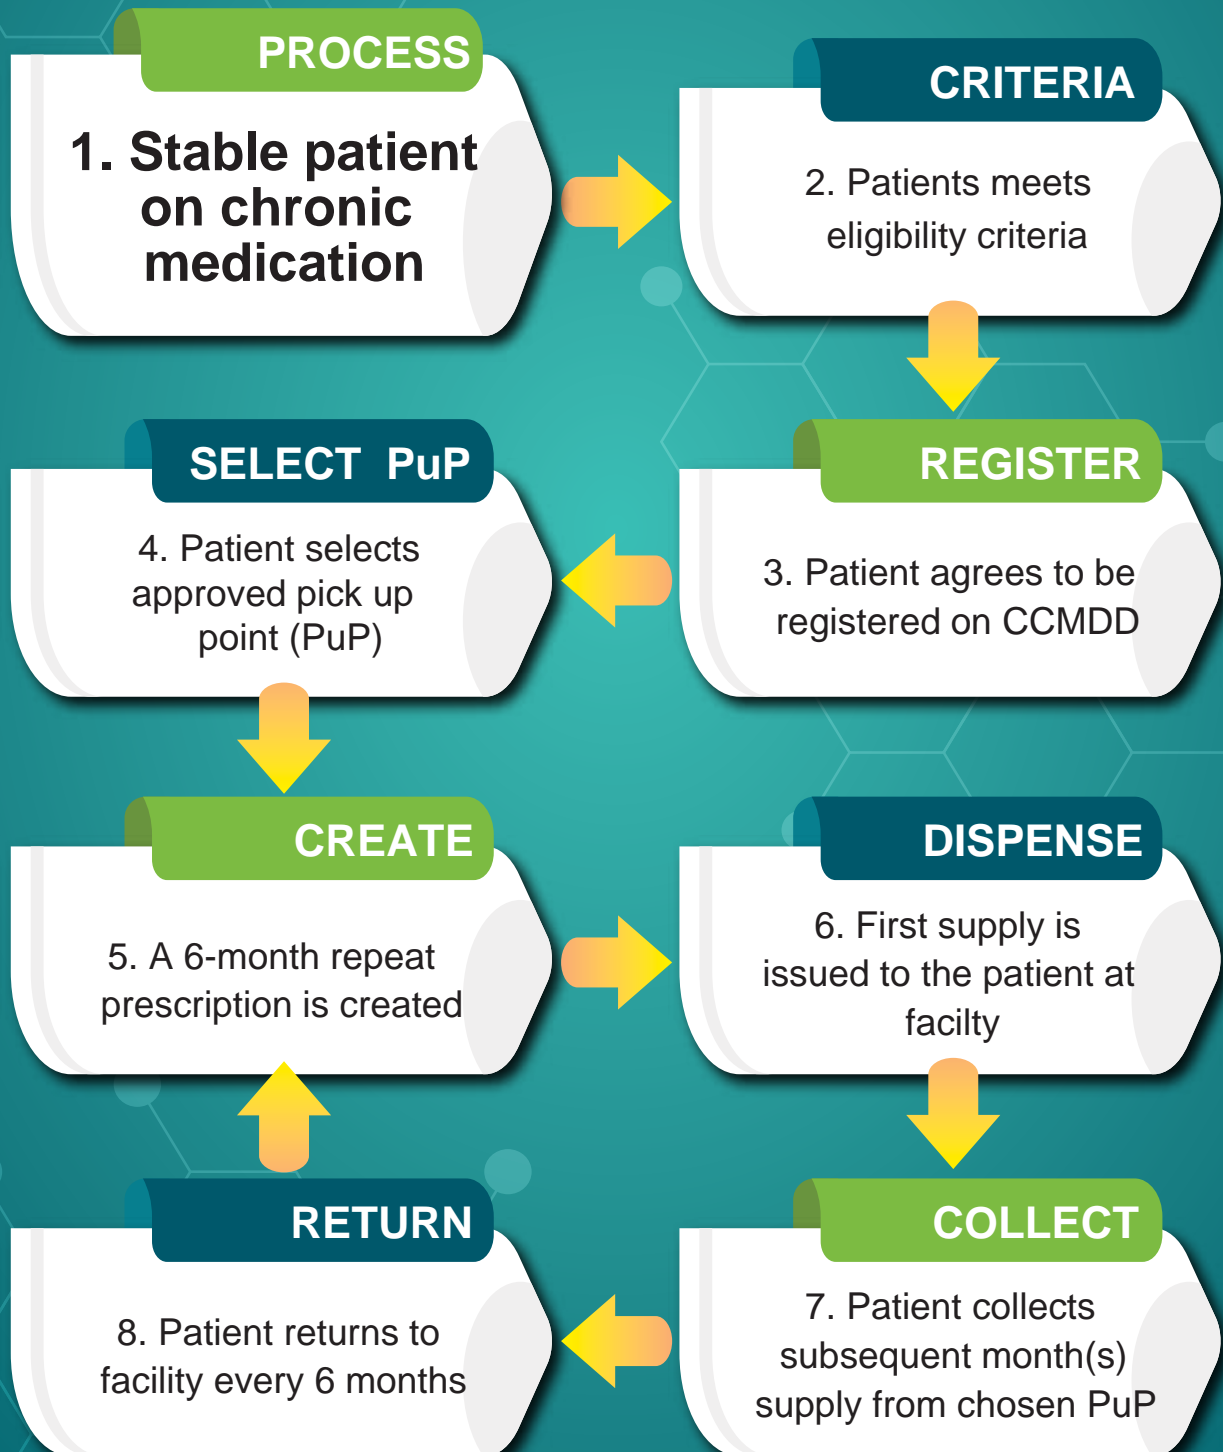 PROCESS
1. Stable patient
on chronic
medication
CRITERIA
2. Patients meets
eligibility criteria
REGISTER
3. Patient agrees to be
registered on CCMDD
SELECT PuP
4. Patient selects
approved pick up
point (PuP)
CREATE
5. A 6-month repeat
prescription is created
DISPENSE
6. First supply is
issued to the patient at
facilty
COLLECT
7. Patient collects
subsequent month(s)
supply from chosen PuP
RETURN
8. Patient returns to
facility every 6 months